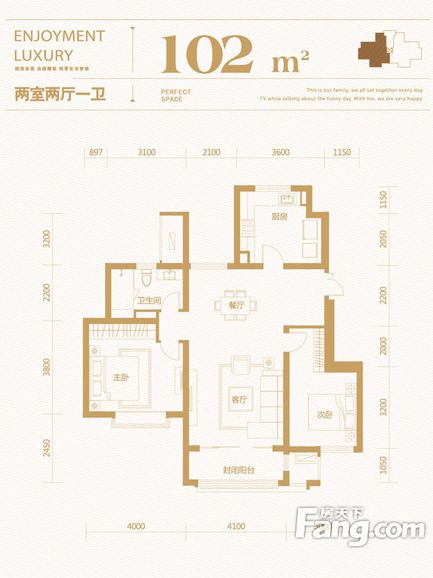 ENJOYMENT
LUXURY
两室两厅一卫
102 m²
PERFECT
SPACE
This is our family, we all sat together every day
TV while talking about the funny day. With her, we are very happy
897 3100 2100 3600 1150
厨房
卫生间
餐厅
主卧
客厅
次卧
封闭阳台
3200
2200
3800
2450
1150
2050
2200
2000
3200
1050
4000 4100
房天下
Fang.com